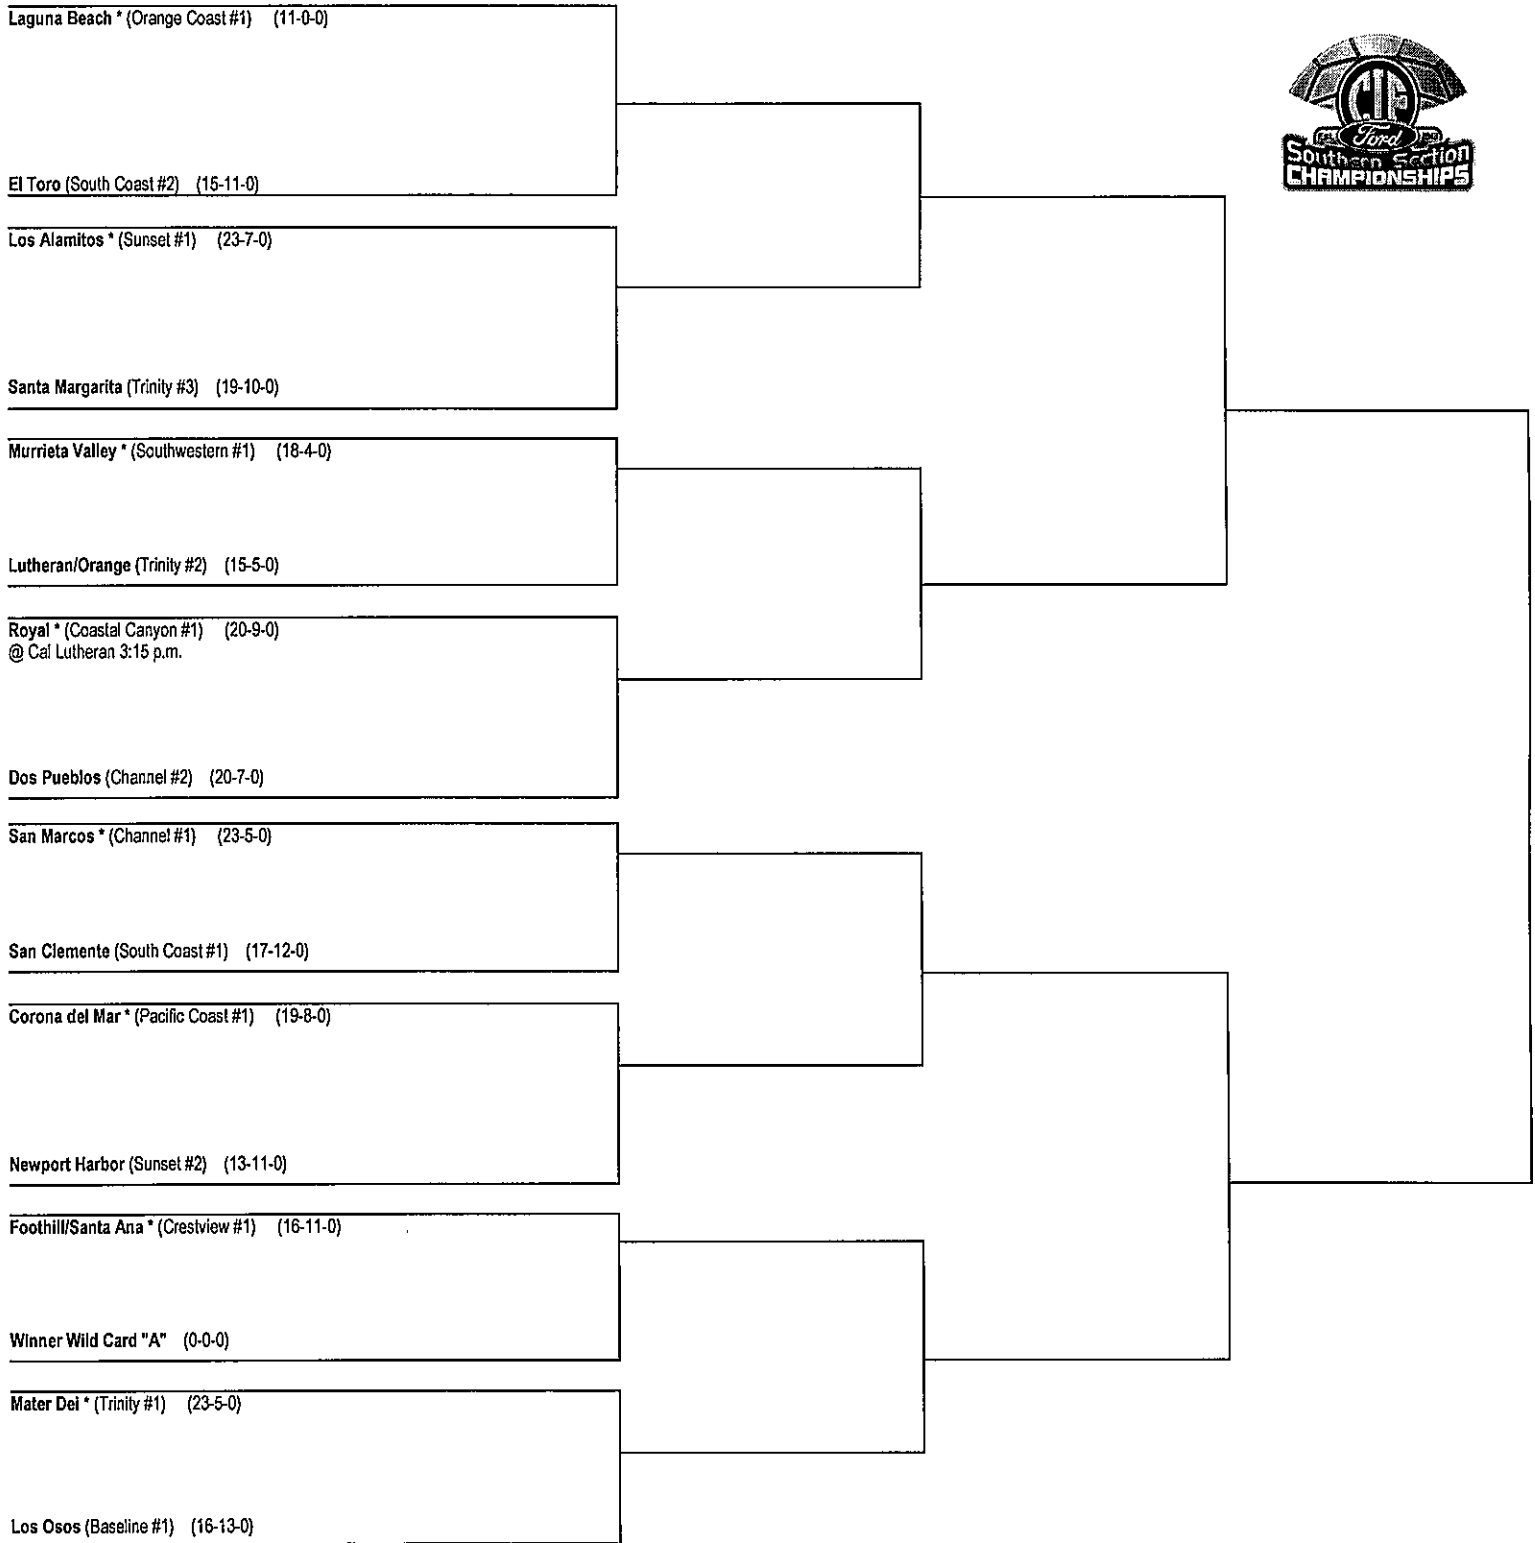 Laguna Beach * (Orange Coast #1) (11-0-0)
CIF
Ford
Southern Section
CHAMPIONSHIPS
El Toro (South Coast #2) (15-11-0)
Los Alamitos * (Sunset #1) (23-7-0)
Santa Margarita (Trinity #3) (19-10-0)
Murrieta Valley * (Southwestern #1) (18-4-0)
Lutheran/Orange (Trinity #2) (15-5-0)
Royal * (Coastal Canyon #1) (20-9-0)
@ Cal Lutheran 3:15 p.m.
Dos Pueblos (Channel #2) (20-7-0)
San Marcos * (Channel #1) (23-5-0)
San Clemente (South Coast #1) (17-12-0)
Corona del Mar * (Pacific Coast #1) (19-8-0)
Newport Harbor (Sunset #2) (13-11-0)
Foothill/Santa Ana * (Crestview #1) (16-11-0)
Winner Wild Card "A" (0-0-0)
Mater Dei * (Trinity #1) (23-5-0)
Los Osos (Baseline #1) (16-13-0)